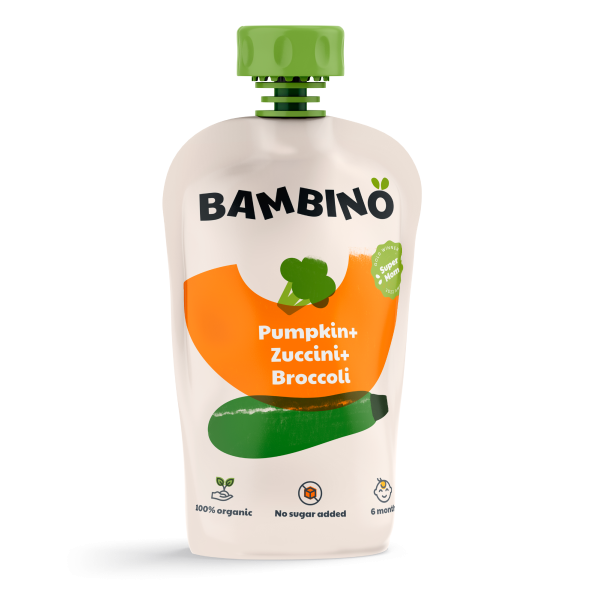 BAMBINO
Super
Mom
Pumpkin+
Zuccini+
Broccoli
100% organic
No sugar added
6 month